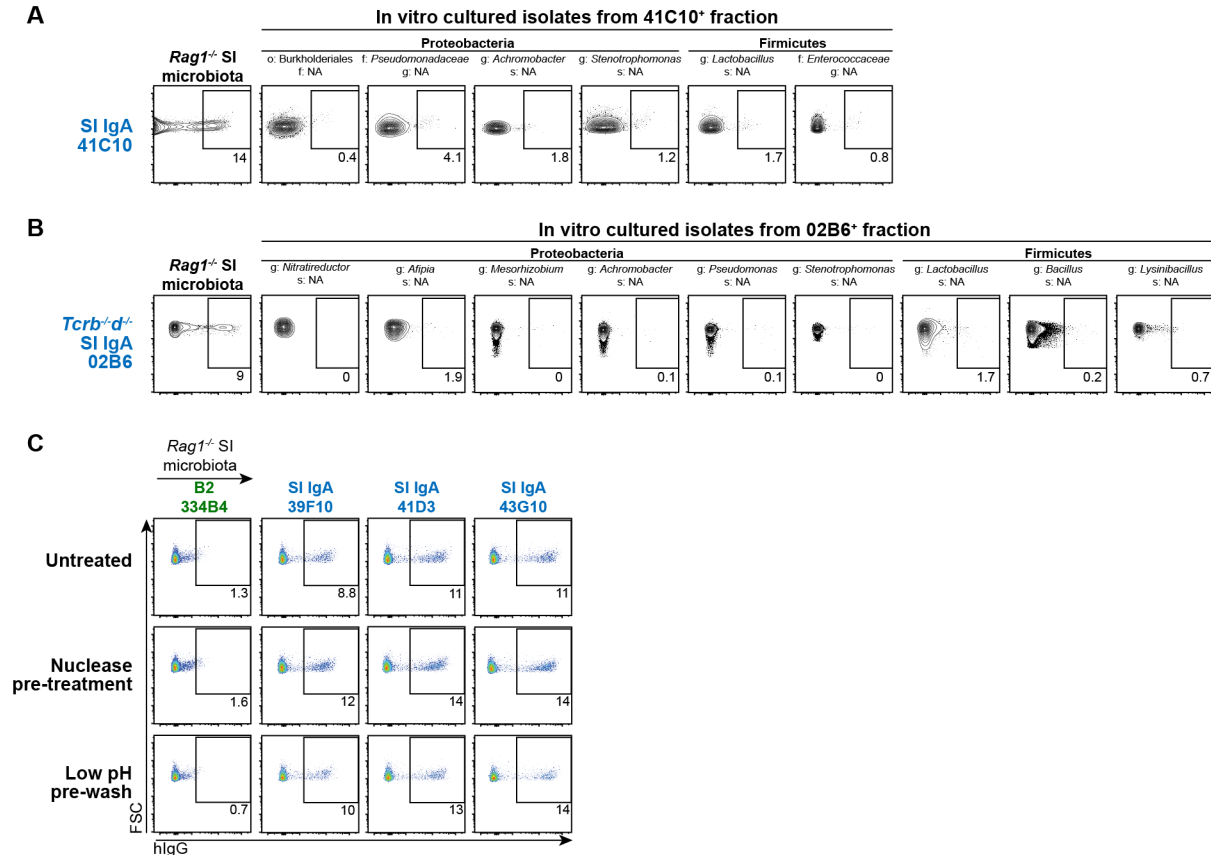 A
In vitro cultured isolates from 41C10⁺ fraction
Proteobacteria
Firmicutes
Rag1⁻/⁻ SI
microbiota
o: Burkholderiales
f: NA
f: Pseudomonadaceae
g: NA
g: Achromobacter
s: NA
g: Stenotrophomonas
s: NA
g: Lactobacillus
s: NA
f: Enterococcaceae
g: NA
SI IgA
41C10
14
0.4
4.1
1.8
1.2
1.7
0.8
B
In vitro cultured isolates from 02B6⁺ fraction
Proteobacteria
Firmicutes
Rag1⁻/⁻ SI
microbiota
g: Nitratireductor
s: NA
g: Afipia
s: NA
g: Mesorhizobium
s: NA
g: Achromobacter
s: NA
g: Pseudomonas
s: NA
g: Stenotrophomonas
s: NA
g: Lactobacillus
s: NA
g: Bacillus
s: NA
g: Lysinibacillus
s: NA
Tcrb⁻/⁻d⁻/⁻
SI IgA
02B6
9
0
1.9
0
0.1
0.1
0
1.7
0.2
0.7
C
Rag1⁻/⁻ SI
microbiota
B2
334B4
SI IgA
39F10
SI IgA
41D3
SI IgA
43G10
Untreated
1.3
8.8
11
11
Nuclease
pre-treatment
1.6
12
14
14
Low pH
pre-wash
0.7
10
13
14
FSC
hIgG